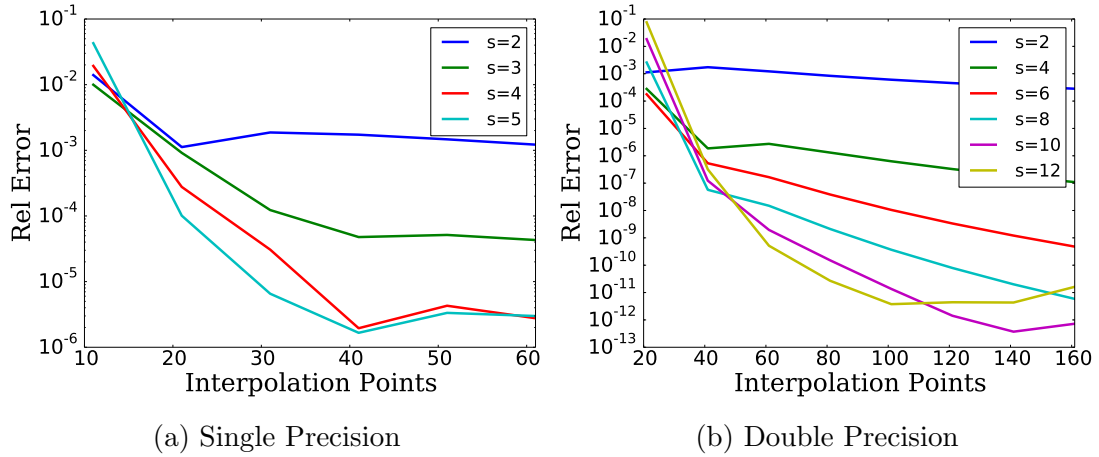 10^-1
10^-2
10^-3
10^-4
10^-5
10^-6
Rel Error
10 20 30 40 50 60
Interpolation Points
s=2
s=3
s=4
s=5
(a) Single Precision
10^-1
10^-2
10^-3
10^-4
10^-5
10^-6
10^-7
10^-8
10^-9
10^-10
10^-11
10^-12
10^-13
Rel Error
20 40 60 80 100 120 140 160
Interpolation Points
s=2
s=4
s=6
s=8
s=10
s=12
(b) Double Precision